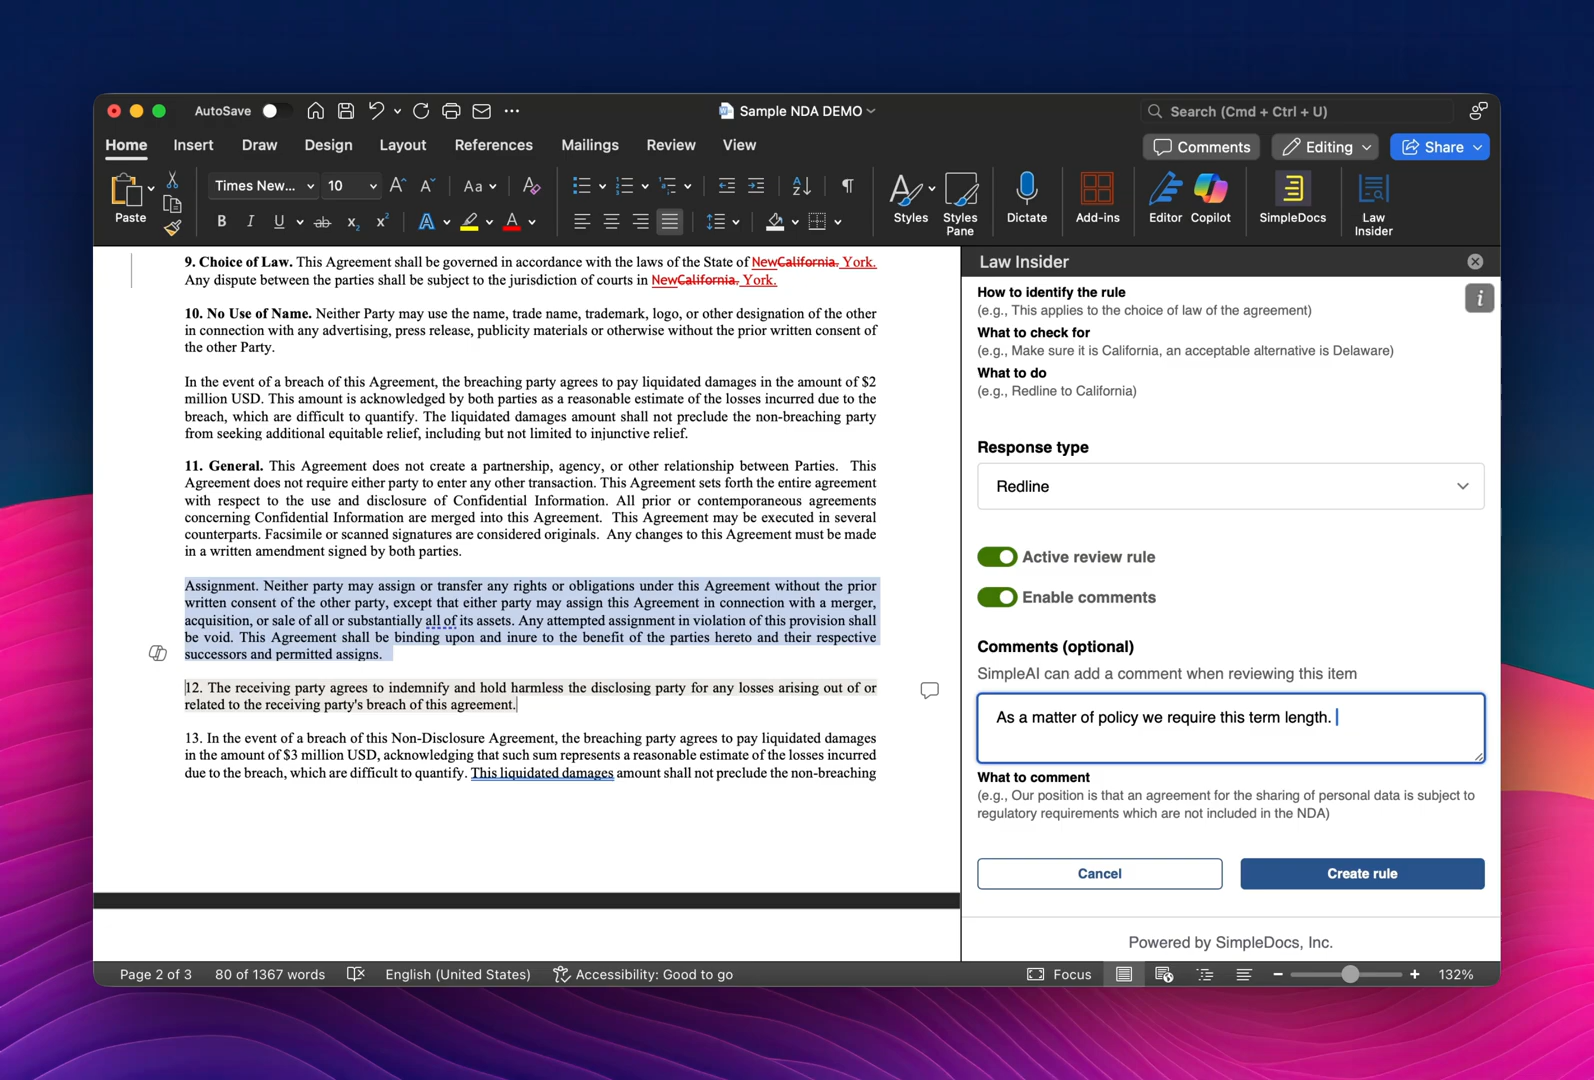 AutoSave
Sample NDA DEMO
Search (Cmd + Ctrl + U)
Home Insert Draw Design Layout References Mailings Review View
Comments Editing Share
Paste
Times New... 10 A A Aa A
B I U ab x₂ x² A A
Styles
Styles Pane
Dictate
Add-ins
Editor
Copilot
SimpleDocs
Law Insider
9. Choice of Law. This Agreement shall be governed in accordance with the laws of the State of NewCalifornia. York.
Any dispute between the parties shall be subject to the jurisdiction of courts in NewCalifornia. York.
10. No Use of Name. Neither Party may use the name, trade name, trademark, logo, or other designation of the other
in connection with any advertising, press release, publicity materials or otherwise without the prior written consent of
the other Party.
In the event of a breach of this Agreement, the breaching party agrees to pay liquidated damages in the amount of $2
million USD. This amount is acknowledged by both parties as a reasonable estimate of the losses incurred due to the
breach, which are difficult to quantify. The liquidated damages amount shall not preclude the non-breaching party
from seeking additional equitable relief, including but not limited to injunctive relief.
11. General. This Agreement does not create a partnership, agency, or other relationship between Parties. This
Agreement does not require either party to enter any other transaction. This Agreement sets forth the entire agreement
with respect to the use and disclosure of Confidential Information. All prior or contemporaneous agreements
concerning Confidential Information are merged into this Agreement. This Agreement may be executed in several
counterparts. Facsimile or scanned signatures are considered originals. Any changes to this Agreement must be made
in a written amendment signed by both parties.
Assignment. Neither party may assign or transfer any rights or obligations under this Agreement without the prior
written consent of the other party, except that either party may assign this Agreement in connection with a merger,
acquisition, or sale of all or substantially all of its assets. Any attempted assignment in violation of this provision shall
be void. This Agreement shall be binding upon and inure to the benefit of the parties hereto and their respective
successors and permitted assigns.
12. The receiving party agrees to indemnify and hold harmless the disclosing party for any losses arising out of or
related to the receiving party's breach of this agreement.
13. In the event of a breach of this Non-Disclosure Agreement, the breaching party agrees to pay liquidated damages
in the amount of $3 million USD, acknowledging that such sum represents a reasonable estimate of the losses incurred
due to the breach, which are difficult to quantify. This liquidated damages amount shall not preclude the non-breaching
Law Insider
How to identify the rule
(e.g., This applies to the choice of law of the agreement)
What to check for
(e.g., Make sure it is California, an acceptable alternative is Delaware)
What to do
(e.g., Redline to California)
Response type
Redline
Active review rule
Enable comments
Comments (optional)
SimpleAI can add a comment when reviewing this item
As a matter of policy we require this term length.
What to comment
(e.g., Our position is that an agreement for the sharing of personal data is subject to
regulatory requirements which are not included in the NDA)
Cancel Create rule
Powered by SimpleDocs, Inc.
Page 2 of 3 80 of 1367 words English (United States) Accessibility: Good to go Focus 132%